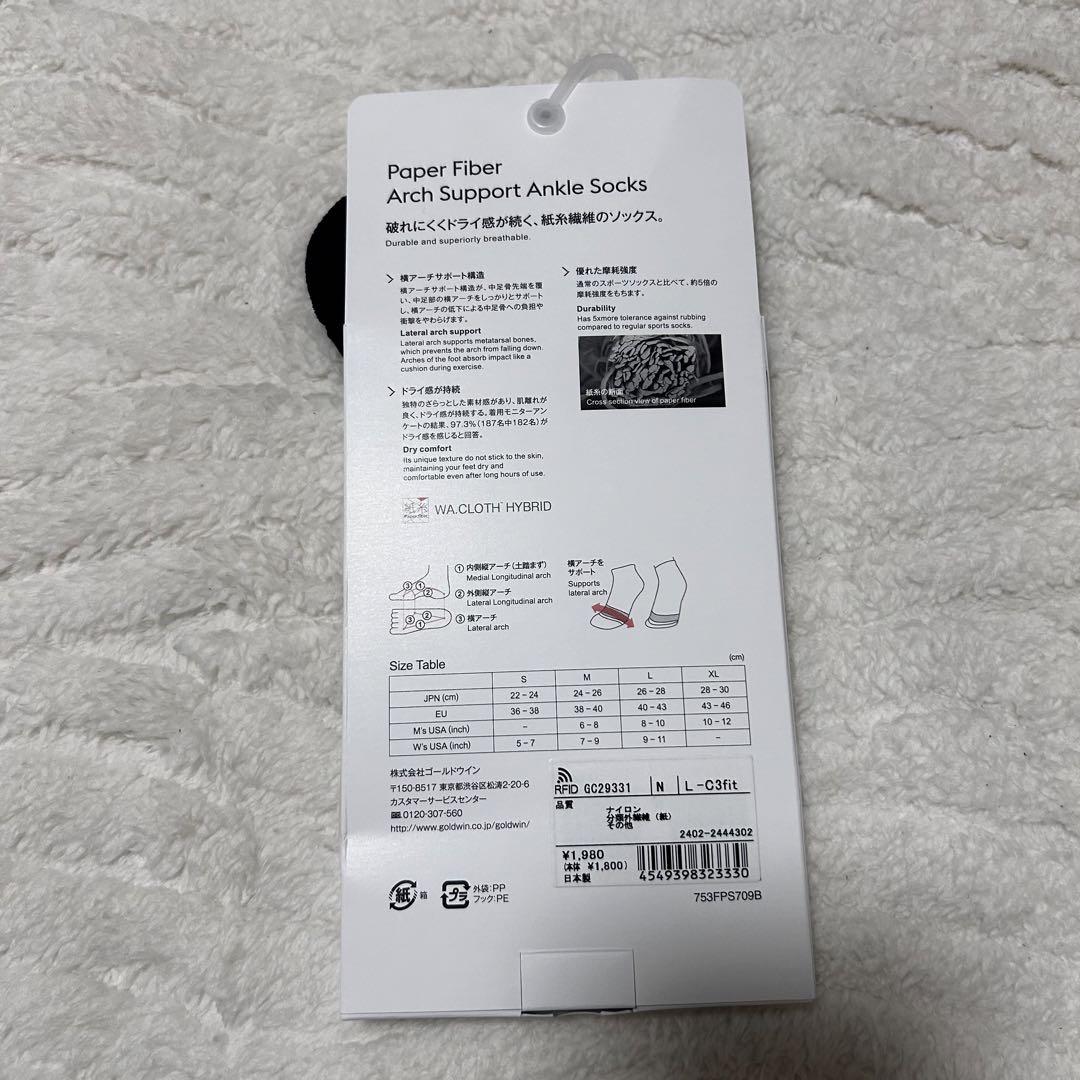 Paper Fiber
Arch Support Ankle Socks
破れにくくドライ感が続く、紙糸繊維のソックス。
Durable and superiorly breathable.
横アーチサポート構造
横アーチサポート構造が、中足骨先端を覆
い、中足部の横アーチをしっかりとサポート
し、横アーチの低下による中足骨への負担や
衝撃をやわらげます。
Lateral arch support
Lateral arch supports metatarsal bones,
which prevents the arch from falling down.
Arches of the foot absorb impact like a
cushion during exercise.
ドライ感が持続
独特のざらっとした素材感があり、肌離れが
良く、ドライ感が持続する。着用モニターアン
ケートの結果、97.3%(187名中182名)が
ドライ感を感じると回答。
Dry comfort
Its unique texture do not stick to the skin,
maintaining your feet dry and
comfortable even after long hours of use.
優れた摩耗強度
通常のスポーツソックスと比べて、約5倍の
摩耗強度をもちます。
Durability
Has 5xmore tolerance against rubbing
compared to regular sports socks.
紙糸の断面
Cross section view of paper fiber
紙糸
Paper fiber
WA.CLOTH™ HYBRID
① 内側縦アーチ(土踏まず)
Medial Longitudinal arch
② 外側縦アーチ
Lateral Longitudinal arch
③ 横アーチ
Lateral arch
③ ① ②
③ ② ①
横アーチを
サポート
Supports
lateral arch
Size Table (cm)
S M L XL
JPN (cm) 22 – 24 24 – 26 26 – 28 28 – 30
EU 36 – 38 38 – 40 40 – 43 43 – 46
M's USA (inch) – 6 – 8 8 – 10 10 – 12
W's USA (inch) 5 – 7 7 – 9 9 – 11 –
株式会社ゴールドウイン
〒150-8517 東京都渋谷区松濤2-20-6
カスタマーサービスセンター
0120-307-560
http://www.goldwin.co.jp/goldwin/
紙 箱
プラ 外袋:PP
フック:PE
RFID GC29331 N L-C3fit
品質 ナイロン
分類外繊維(紙)
その他
2402-2444302
¥1,980
(本体 ¥1,800)
日本製
4549398323330
753FPS709B